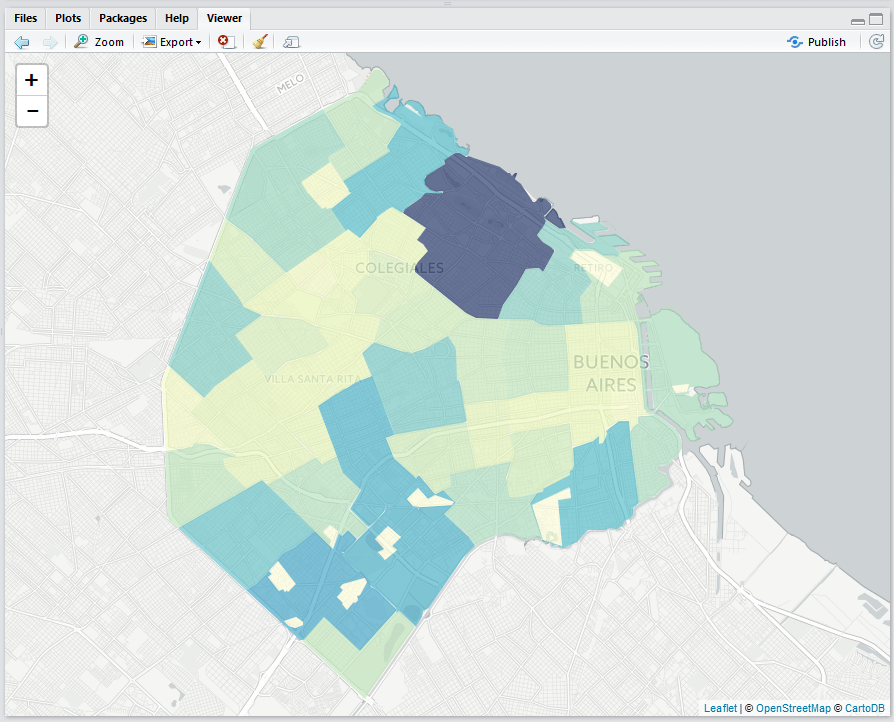 Files Plots Packages Help Viewer
Zoom Export Publish
+
−
MELO
COLEGIALES
RETIRO
BUENOS
AIRES
VILLA SANTA RITA
Leaflet | © OpenStreetMap © CartoDB